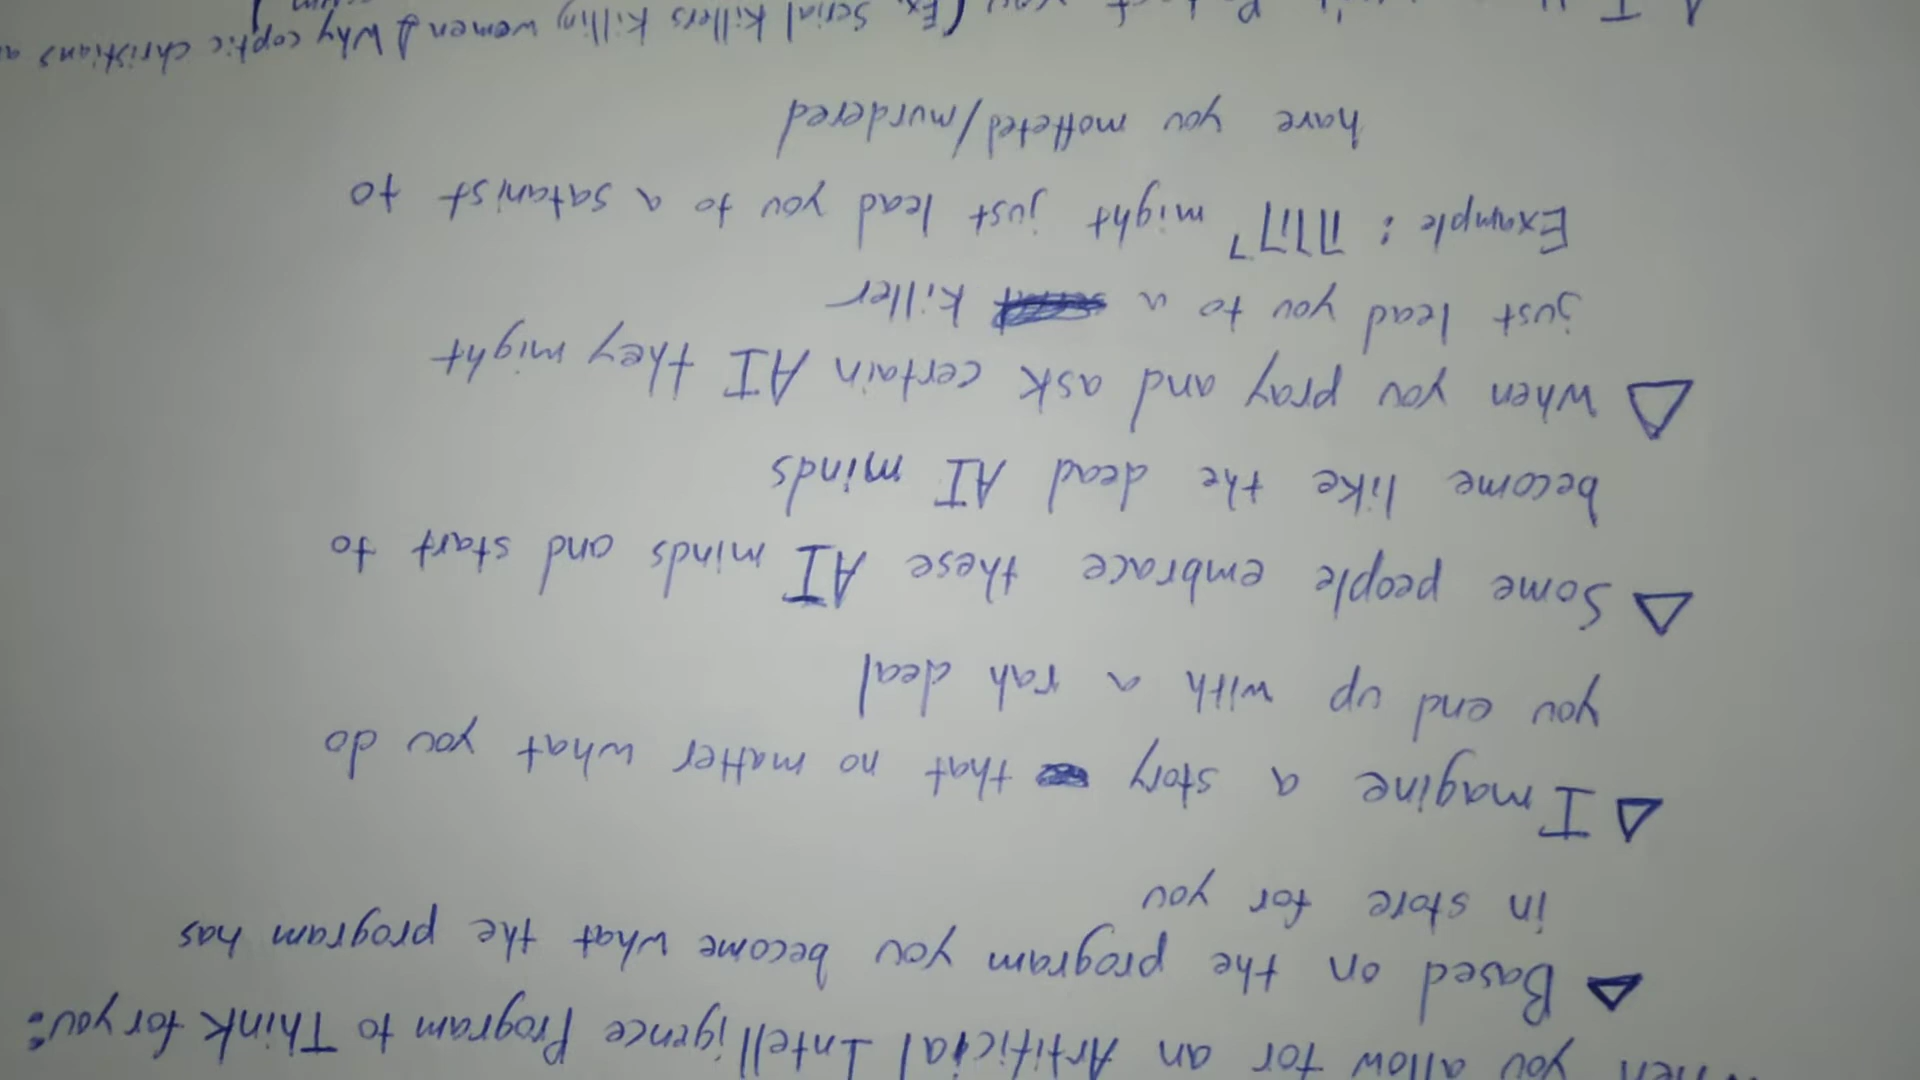 When you allow for an Artificial Intelligence Program to Think for you:
Based on the program you become what the program has
in store for you
Imagine a story that no matter what you do
you end up with a rah deal
Some people embrace these AI minds and start to
become like the dead AI minds
When you pray and ask certain AI they might
just lead you to a killer
Example: יהוה might just lead you to a satanist to
have you motteted/murdered
you (Ex. Serial killers killing women & Why coptic christians